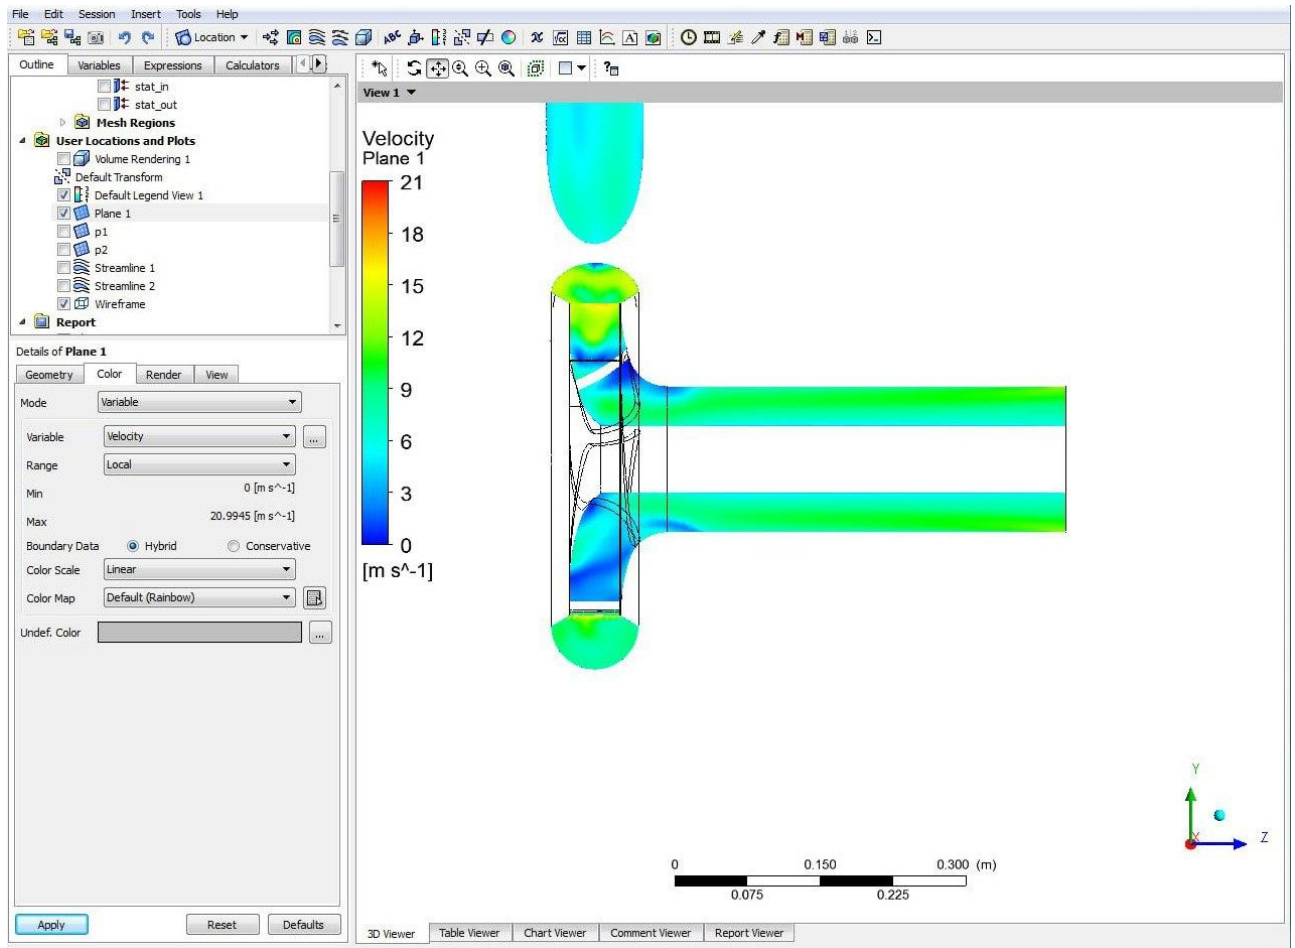 File Edit Session Insert Tools Help
Location
Outline Variables Expressions Calculators
stat_in
stat_out
Mesh Regions
User Locations and Plots
Volume Rendering 1
Default Transform
Default Legend View 1
Plane 1
p1
p2
Streamline 1
Streamline 2
Wireframe
Report
Details of Plane 1
Geometry Color Render View
Mode Variable
Variable Velocity ...
Range Local
Min 0 [m s^-1]
Max 20.9945 [m s^-1]
Boundary Data Hybrid Conservative
Color Scale Linear
Color Map Default (Rainbow)
Undef. Color ...
Apply Reset Defaults
View 1
Velocity
Plane 1
21
18
15
12
9
6
3
0
[m s^-1]
Y
X Z
0 0.150 0.300 (m)
0.075 0.225
3D Viewer Table Viewer Chart Viewer Comment Viewer Report Viewer